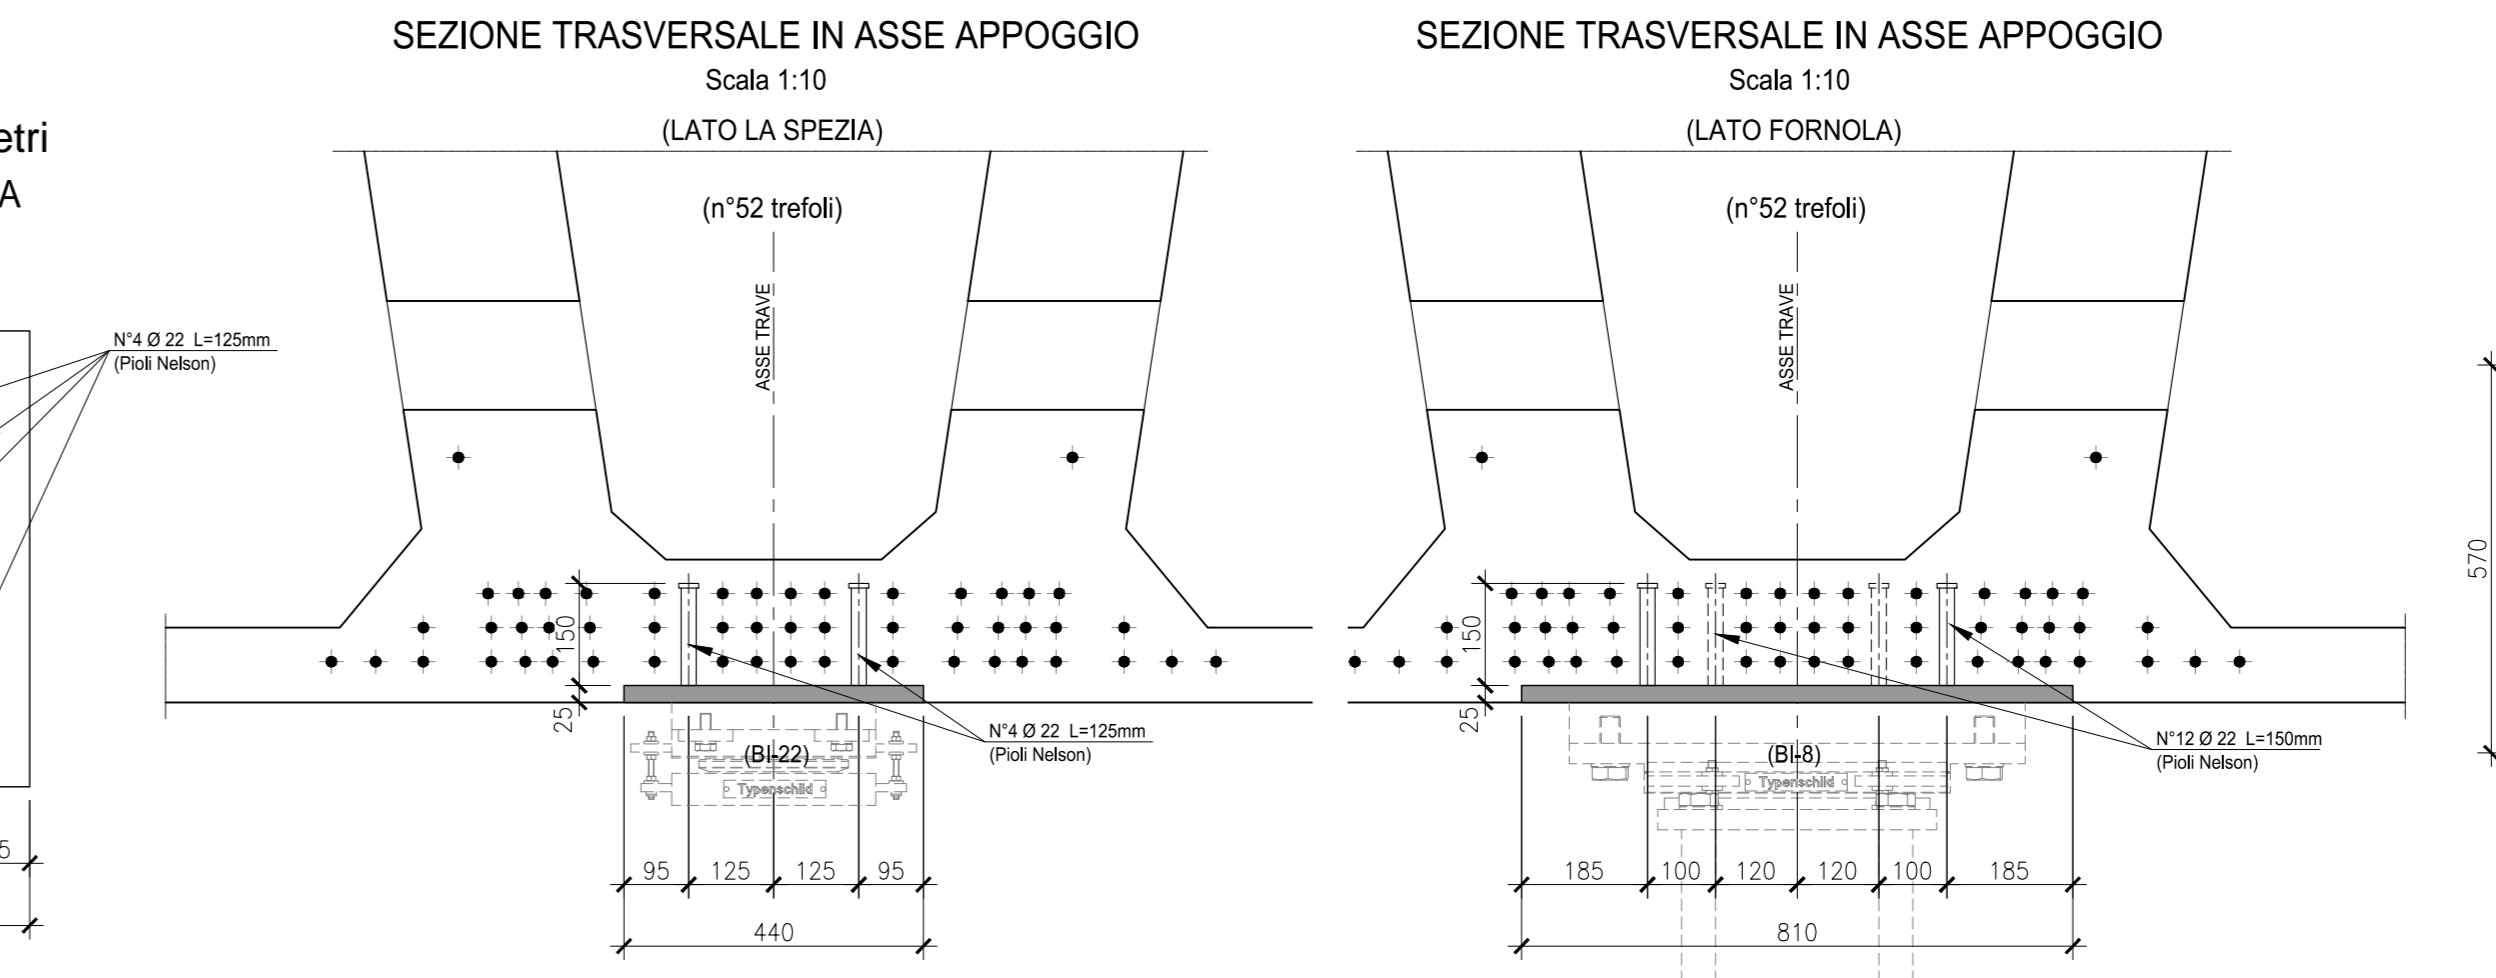 etri
A
N°4 Ø 22 L=125mm
(Pioli Nelson)
5
SEZIONE TRASVERSALE IN ASSE APPOGGIO
Scala 1:10
(LATO LA SPEZIA)
(n°52 trefoli)
ASSE TRAVE
150
25
(BI-22)
Typenschild
N°4 Ø 22 L=125mm
(Pioli Nelson)
95 125 125 95
440
SEZIONE TRASVERSALE IN ASSE APPOGGIO
Scala 1:10
(LATO FORNOLA)
(n°52 trefoli)
ASSE TRAVE
150
25
(BI-8)
Typenschild
N°12 Ø 22 L=150mm
(Pioli Nelson)
185 100 120 120 100 185
810
570